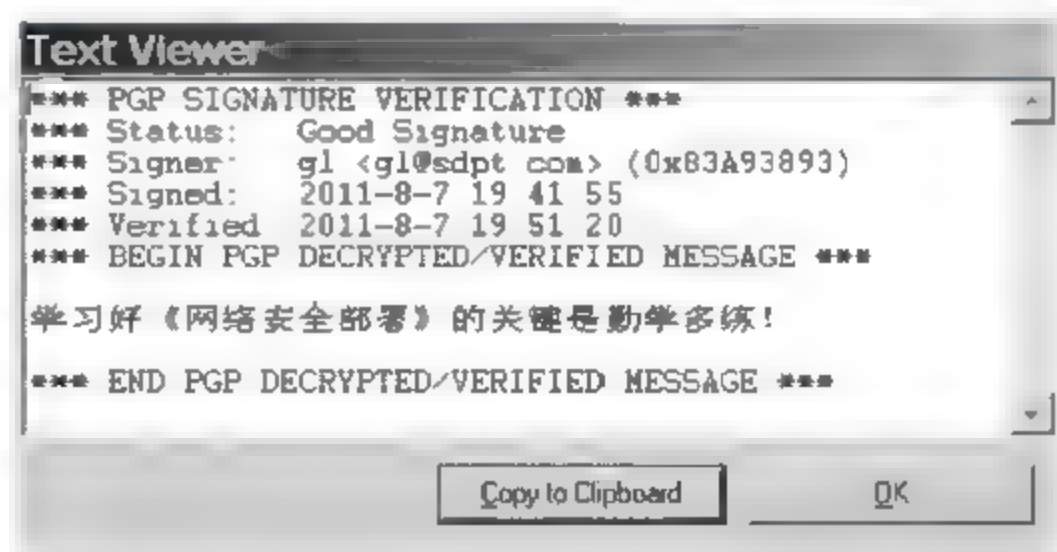 Text Viewer
*** PGP SIGNATURE VERIFICATION ***
*** Status: Good Signature
*** Signer: gl <gl@sdpt com> (0x83A93893)
*** Signed: 2011-8-7 19 41 55
*** Verified 2011-8-7 19 51 20
*** BEGIN PGP DECRYPTED/VERIFIED MESSAGE ***
学习好《网络安全部署》的关键是勤学多练!
*** END PGP DECRYPTED/VERIFIED MESSAGE ***
Copy to Clipboard OK